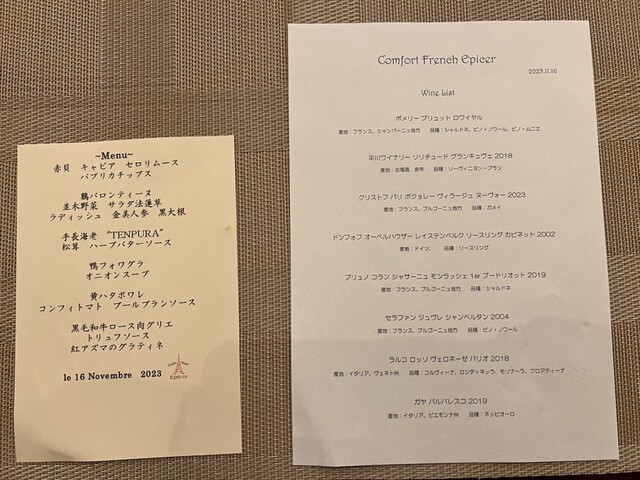 ~Menu~
赤貝 キャビア セロリムース
パプリカチップス
鶉バロンティーヌ
並木野菜 サラダ法蓮草
ラディッシュ 金美人参 黒大根
手長海老 "TENPURA"
松茸 ハーブバターソース
鴨フォワグラ
オニオンスープ
黄ハタポワレ
コンフィトマト ブールブランソース
黒毛和牛ロース肉グリエ
トリュフソース
紅アズマのグラティネ
le 16 Novembre 2023
Epicer
Comfort French Epicer
2023.11.16
Wine List
ポメリー ブリュット ロワイヤル
産地：フランス、シャンパーニュ地方 品種：シャルドネ、ピノ・ノワール、ピノ・ムニエ
平川ワイナリー ソリチュード グランキュヴェ 2018
産地：北海道、余市 品種：ソーヴィニヨン・ブラン
クリストフ パリ ボジョレー ヴィラージュ ヌーヴォー 2023
産地：フランス、ブルゴーニュ地方 品種：ガメイ
ドンフォフ オーベルハウザー レイステンベルク リースリング カビネット 2002
産地：ドイツ、 品種：リースリング
ブリュノ コラン シャサーニュ モンラッシェ 1er ブードリオット 2019
産地：フランス、ブルゴーニュ地方 品種：シャルドネ
セラファン ジュヴレ シャンベルタン 2004
産地：フランス、ブルゴーニュ地方 品種：ピノ・ノワール
ラルコ ロッソ ヴェロネーゼ パリオ 2018
産地：イタリア、ヴェネト州 品種：コルヴィーナ、ロンディネッラ、モリナーラ、クロアティーナ
ガヤ バルバレスコ 2019
産地：イタリア、ピエモンテ州 品種：ネッビオーロ